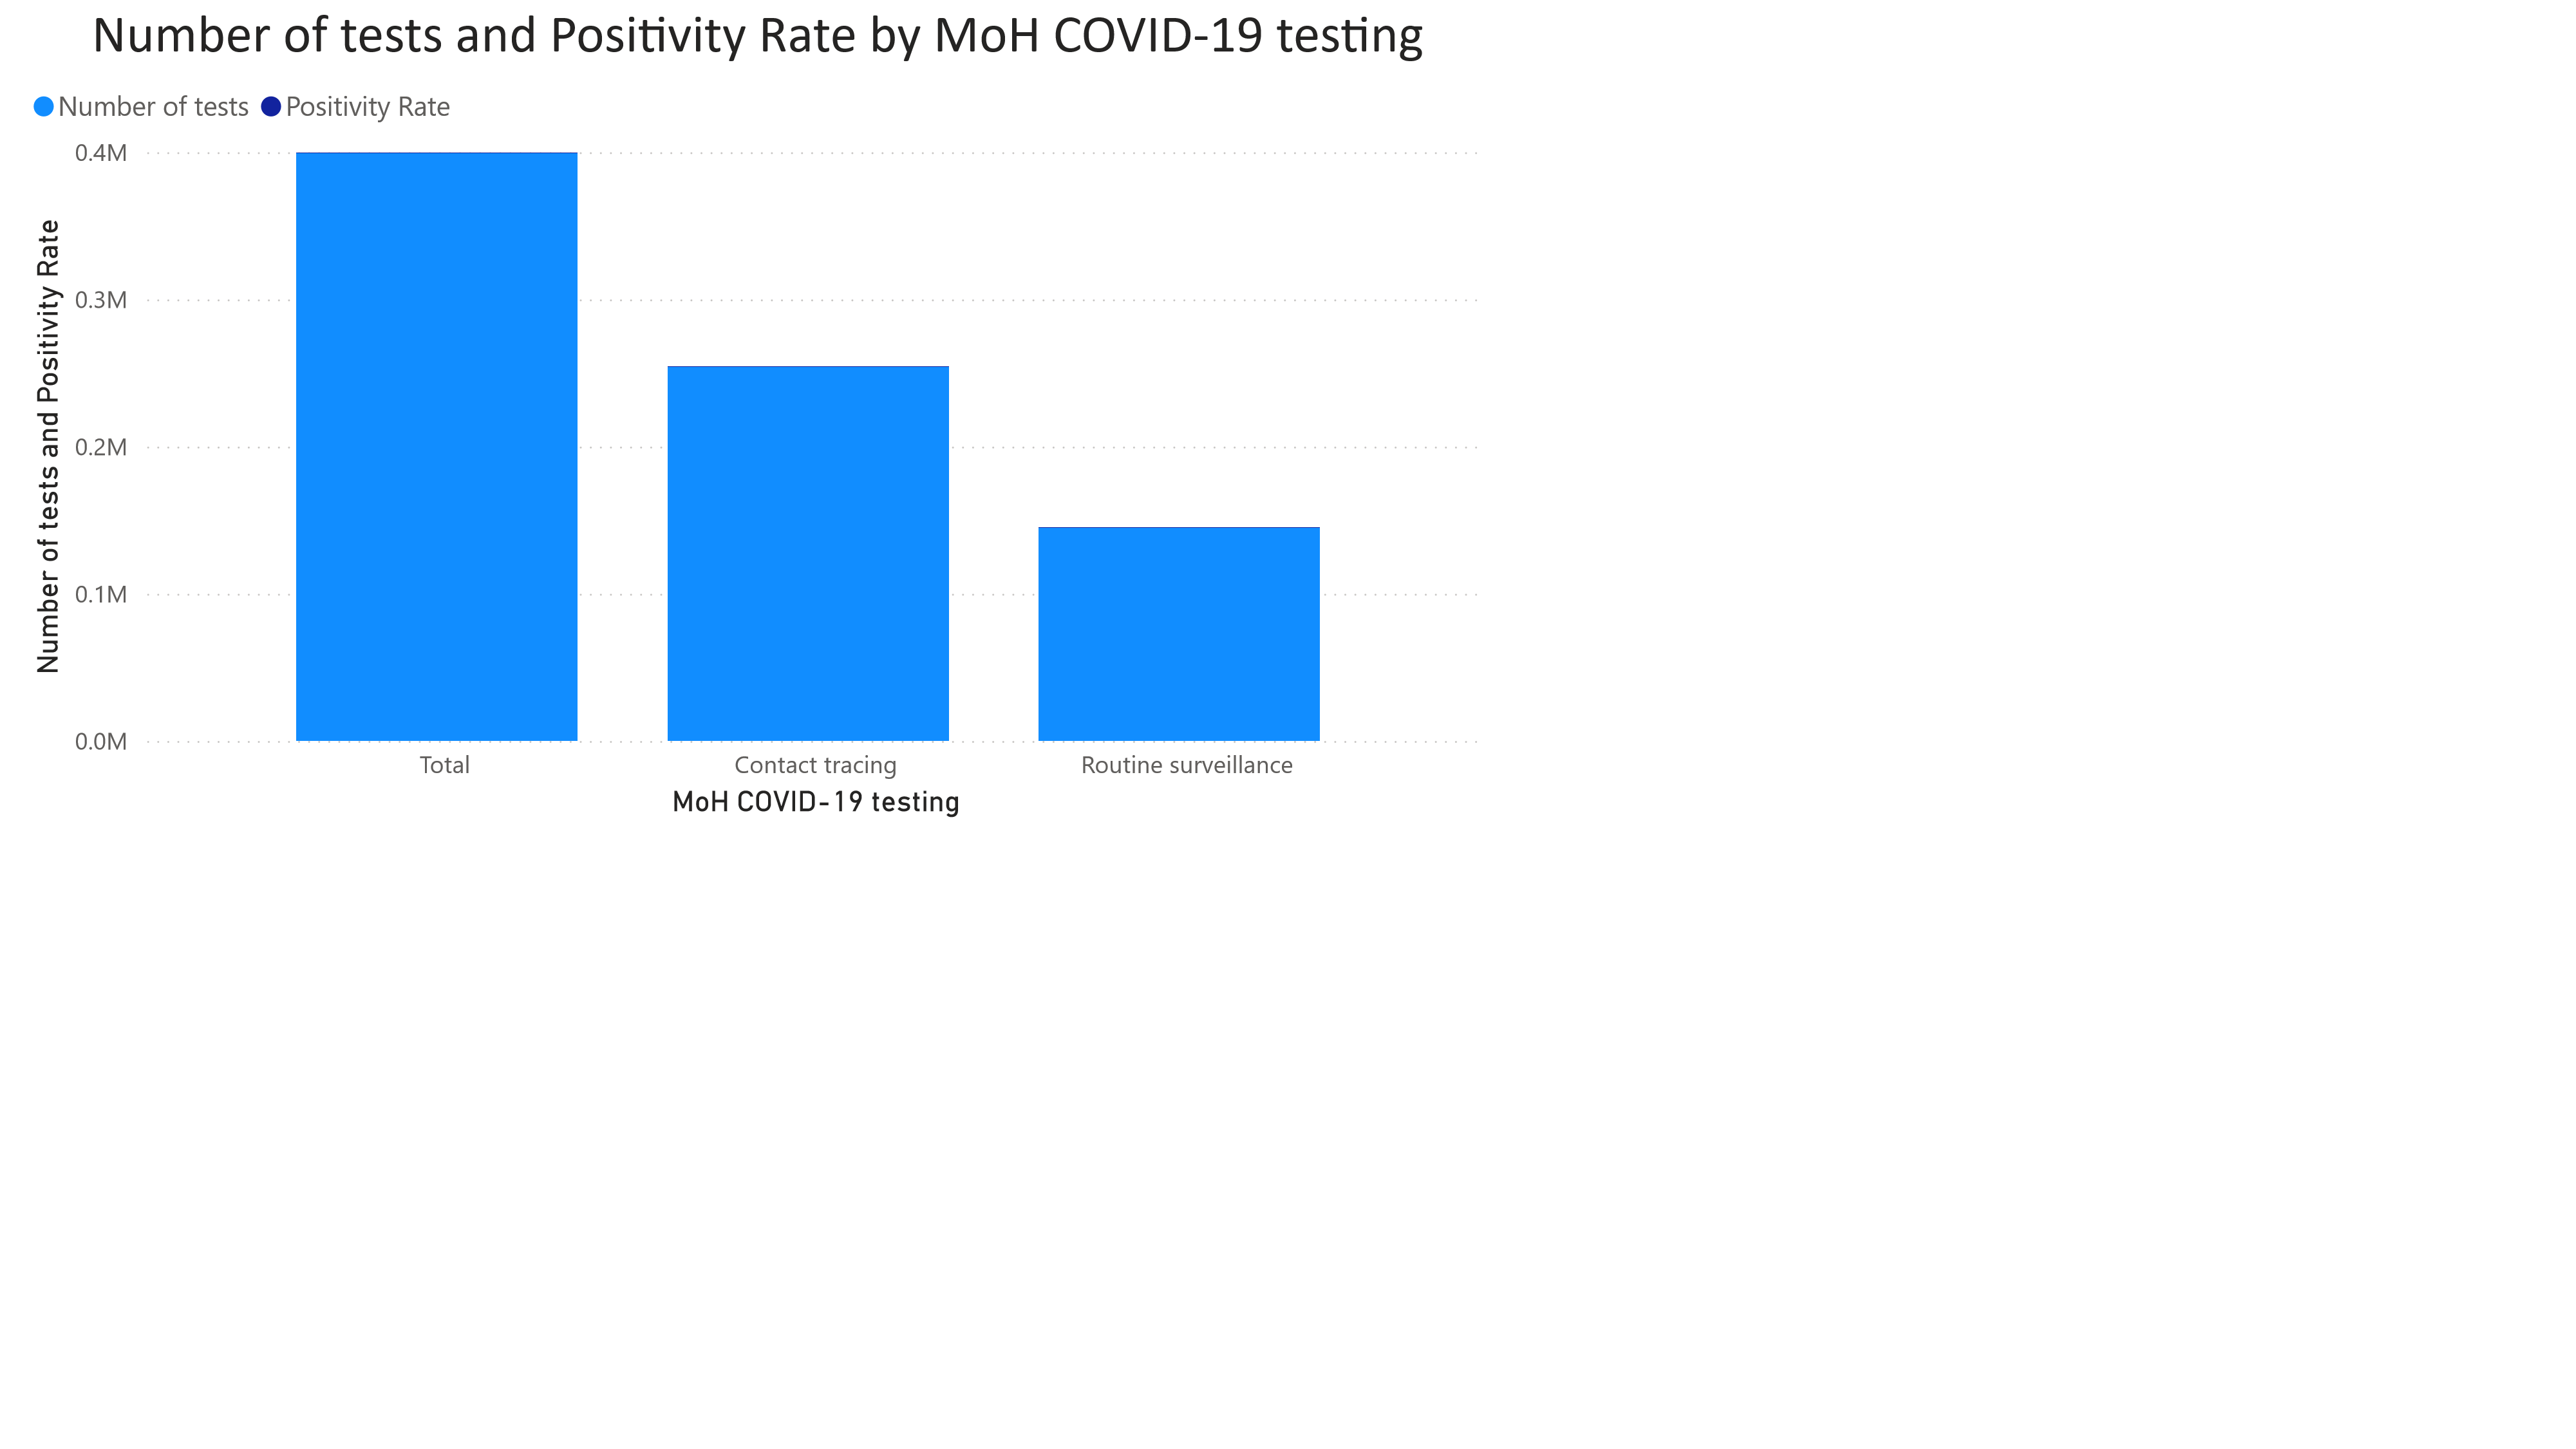 Number of tests and Positivity Rate by MoH COVID-19 testing
Number of tests Positivity Rate
0.4M
0.3M
0.2M
0.1M
0.0M
Number of tests and Positivity Rate
Total Contact tracing Routine surveillance
MoH COVID-19 testing